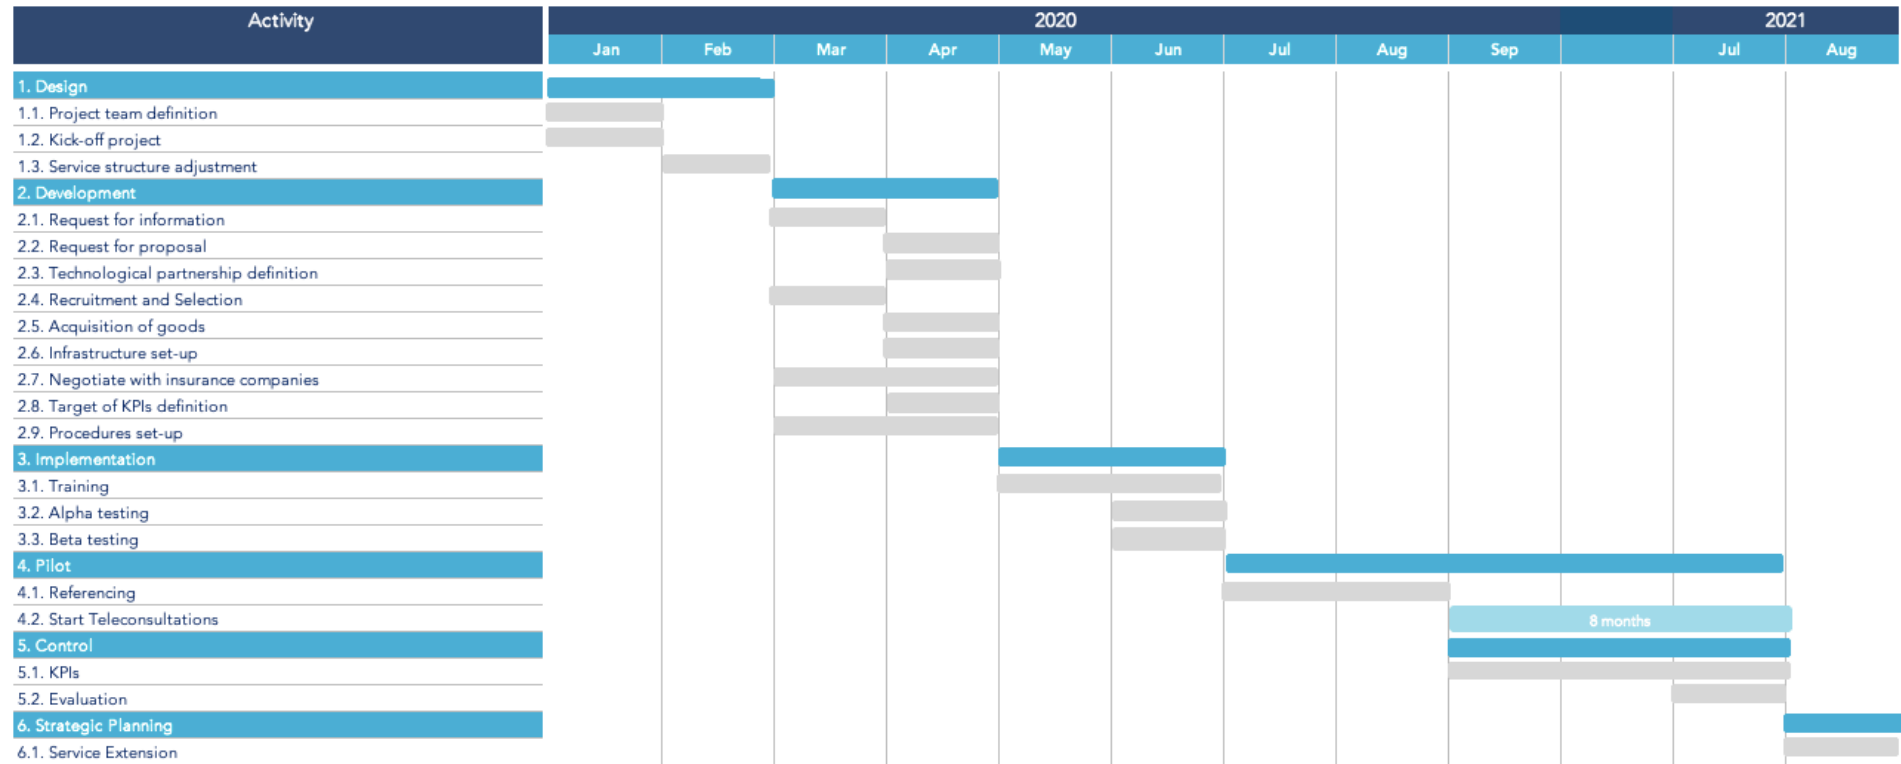 Activity 2020 2021
Jan Feb Mar Apr May Jun Jul Aug Sep Jul Aug
1. Design
1.1. Project team definition
1.2. Kick-off project
1.3. Service structure adjustment
2. Development
2.1. Request for information
2.2. Request for proposal
2.3. Technological partnership definition
2.4. Recruitment and Selection
2.5. Acquisition of goods
2.6. Infrastructure set-up
2.7. Negotiate with insurance companies
2.8. Target of KPIs definition
2.9. Procedures set-up
3. Implementation
3.1. Training
3.2. Alpha testing
3.3. Beta testing
4. Pilot
4.1. Referencing
4.2. Start Teleconsultations 8 months
5. Control
5.1. KPIs
5.2. Evaluation
6. Strategic Planning
6.1. Service Extension